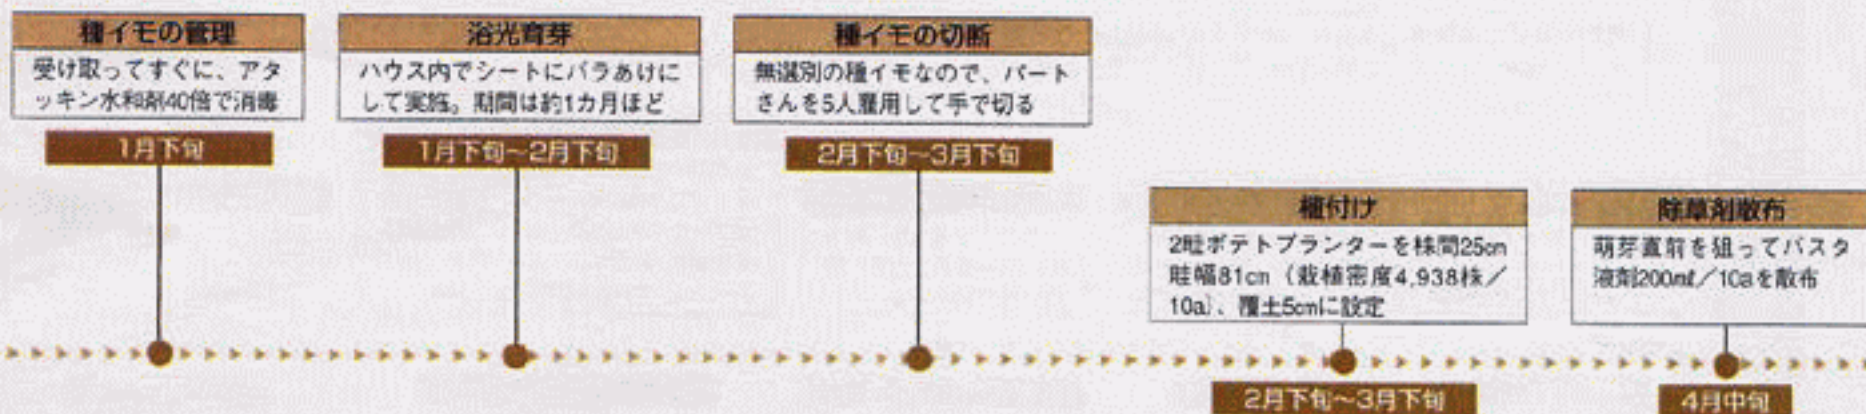 種イモの管理
受け取ってすぐに、アタ
ッキン水和剤40倍で消毒
1月下旬
浴光育芽
ハウス内でシートにバラあけに
して実施。期間は約1カ月ほど
1月下旬〜2月下旬
種イモの切断
無選別の種イモなので、パート
さんを5人雇用して手で切る
2月下旬〜3月下旬
植付け
2畦ポテトプランターを株間25cm
畦幅81cm（栽植密度4,938株／
10a）、覆土5cmに設定
2月下旬〜3月下旬
除草剤散布
萌芽直前を狙ってバスタ
液剤200㎖／10aを散布
4月中旬